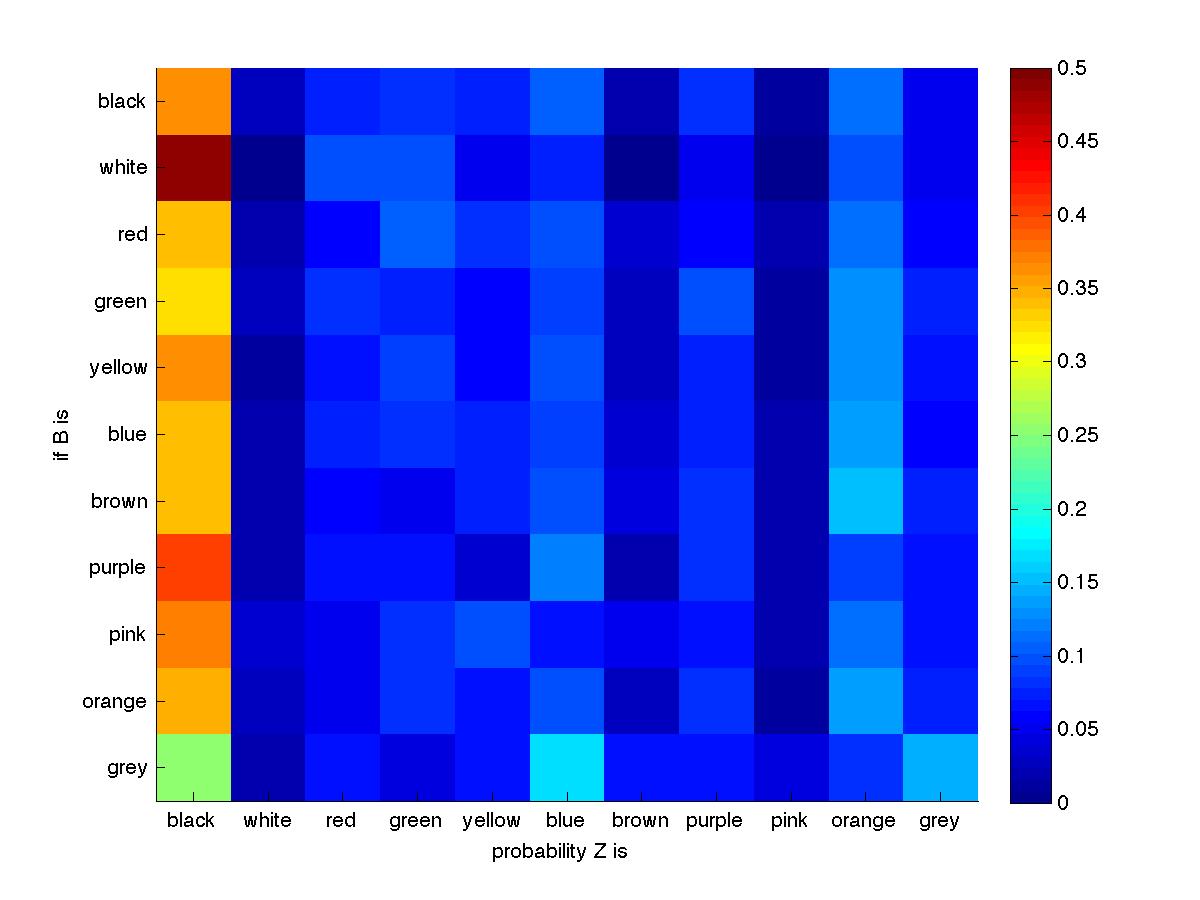 if B is
black
white
red
green
yellow
blue
brown
purple
pink
orange
grey
black white red green yellow blue brown purple pink orange grey
probability Z is
0.5
0.45
0.4
0.35
0.3
0.25
0.2
0.15
0.1
0.05
0